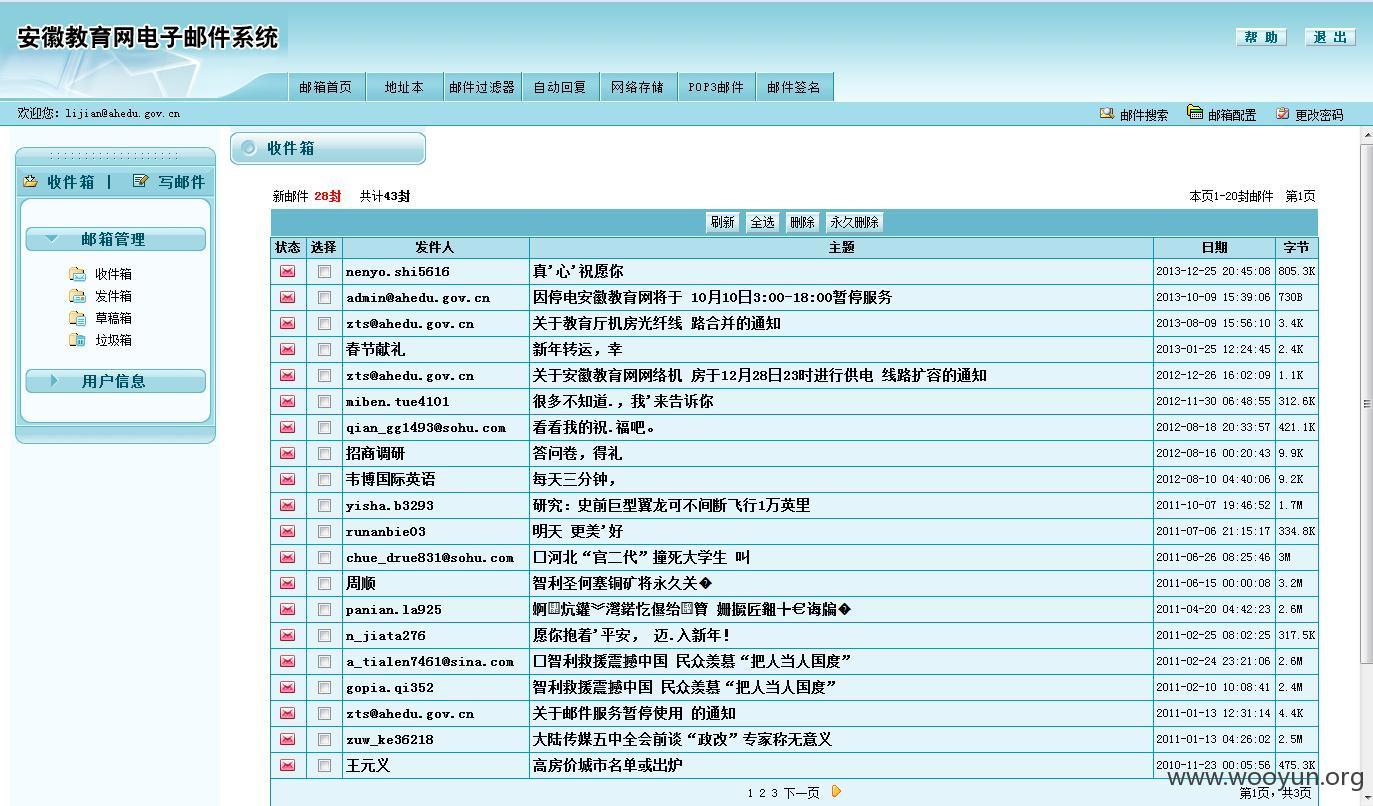 安徽教育网电子邮件系统
帮 助 退 出
邮箱首页 地址本 邮件过滤器 自动回复 网络存储 POP3邮件 邮件签名
欢迎您: lijian@ahedu.gov.cn 邮件搜索 邮箱配置 更改密码
收件箱 | 写邮件
邮箱管理
收件箱
发件箱
草稿箱
垃圾箱
用户信息
收件箱
新邮件 28封 共计43封 本页1-20封邮件 第1页
刷新 全选 删除 永久删除
状态 选择 发件人 主题 日期 字节
nenyo.shi5616 真'心'祝愿你 2013-12-25 20:45:08 805.3K
admin@ahedu.gov.cn 因停电安徽教育网将于 10月10日3:00-18:00暂停服务 2013-10-09 15:39:06 730B
zts@ahedu.gov.cn 关于教育厅机房光纤线 路合并的通知 2013-08-09 15:56:10 3.4K
春节献礼 新年转运，幸 2013-01-25 12:24:45 2.4K
zts@ahedu.gov.cn 关于安徽教育网网络机 房于12月28日23时进行供电 线路扩容的通知 2012-12-26 16:02:09 1.1K
miben.tue4101 很多不知道.，我'来告诉你 2012-11-30 06:48:55 312.6K
qian_gg1493@sohu.com 看看我的祝.福吧。 2012-08-18 20:33:57 421.1K
招商调研 答问卷，得礼 2012-08-16 00:20:43 9.9K
韦博国际英语 每天三分钟， 2012-08-10 04:40:06 9.2K
yisha.b3293 研究：史前巨型翼龙可不间断飞行1万英里 2011-10-07 19:46:52 1.7M
runanbie03 明天 更美'好 2011-07-06 21:15:17 334.8K
chue_drue831@sohu.com 口河北“官二代”撞死大学生 叫 2011-06-26 08:25:46 3M
周顺 智利圣何塞铜矿将永久关� 2011-06-15 00:00:08 3.2M
panian.la925 2011-04-20 04:42:23 2.6M
n_jiata276 愿你抱着'平安， 迈.入新年! 2011-02-25 08:02:25 317.5K
a_tialen7461@sina.com 口智利救援震撼中国 民众羡慕“把人当人国度” 2011-02-24 23:21:06 2.6M
gopia.qi352 智利救援震撼中国 民众羡慕“把人当人国度” 2011-02-10 10:08:41 2.4M
zts@ahedu.gov.cn 关于邮件服务暂停使用 的通知 2011-01-13 12:31:14 4.4K
zuw_ke36218 大陆传媒五中全会前谈“政改”专家称无意义 2011-01-13 04:26:02 2.5M
王元义 高房价城市名单或出炉 2010-11-23 00:05:56 475.3K
1 2 3 下一页 第1页，共3页
www.wooyun.org